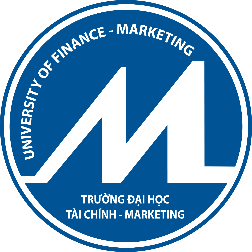 UNIVERSITY OF FINANCE - MARKETING
TRƯỜNG ĐẠI HỌC
TÀI CHÍNH - MARKETING